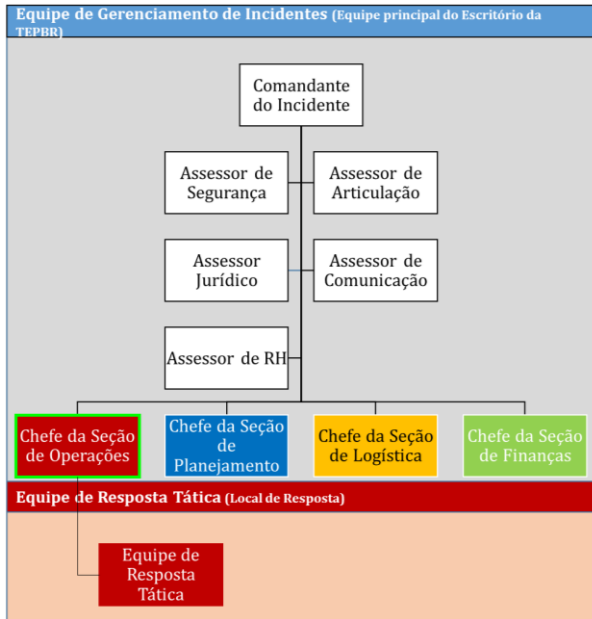 Equipe de Gerenciamento de Incidentes (Equipe principal do Escritório da
TEPBR)
Comandante
do Incidente
Assessor de
Segurança
Assessor de
Articulação
Assessor
Jurídico
Assessor de
Comunicação
Assessor de RH
Chefe da Seção
de Operações
Chefe da Seção
de
Planejamento
Chefe da Seção
de Logística
Chefe da Seção
de Finanças
Equipe de Resposta Tática (Local de Resposta)
Equipe de
Resposta
Tática